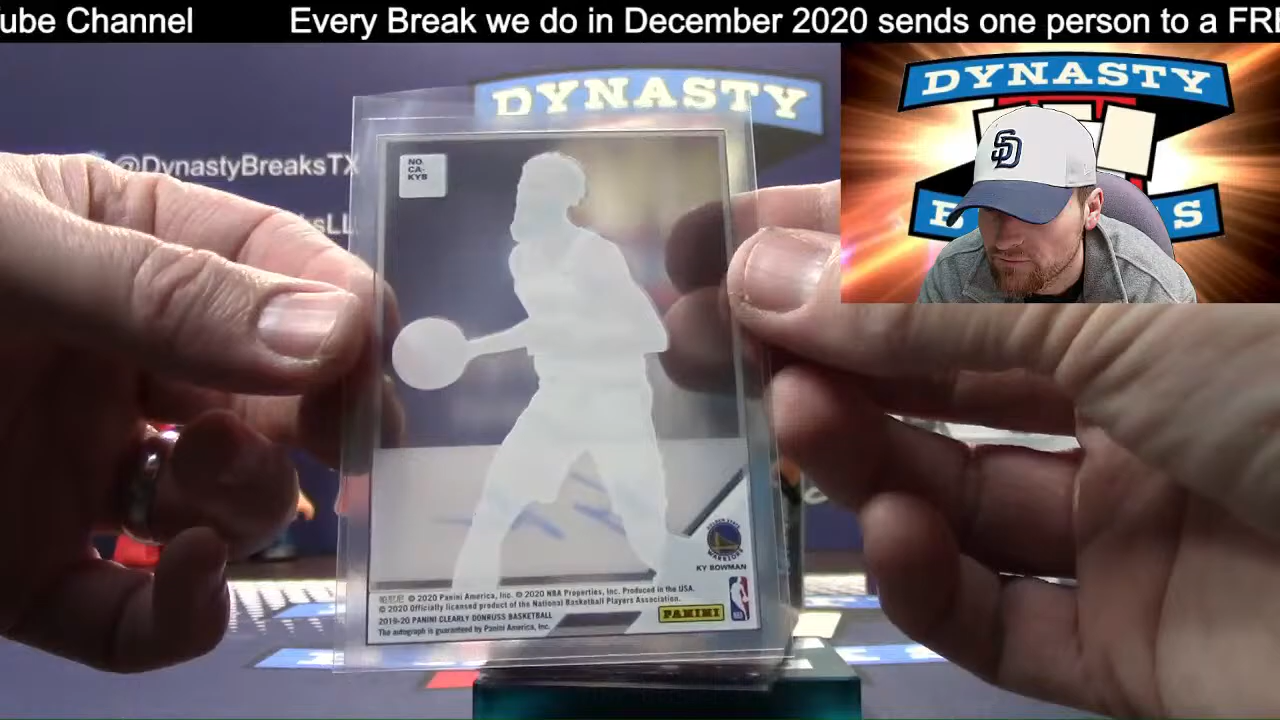 ube Channel Every Break we do in December 2020 sends one person to a FRE
DYNASTY
@DynastyBreaksTX
DYNASTY
SD
B S
NO.
CA-
KYB
GOLDEN STATE
WARRIORS
KY BOWMAN
© 2020 Panini America, Inc. © 2020 NBA Properties, Inc. Produced in the USA.
© 2020 Officially licensed product of the National Basketball Players Association.
2019-20 PANINI CLEARLY DONRUSS BASKETBALL
The autograph is guaranteed by Panini America, Inc.
PANINI